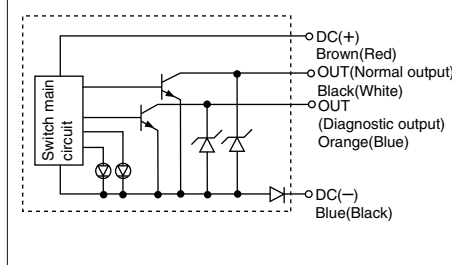 Switch main
circuit
DC(+)
Brown(Red)
OUT(Normal output)
Black(White)
OUT
(Diagnostic output)
Orange(Blue)
DC(−)
Blue(Black)